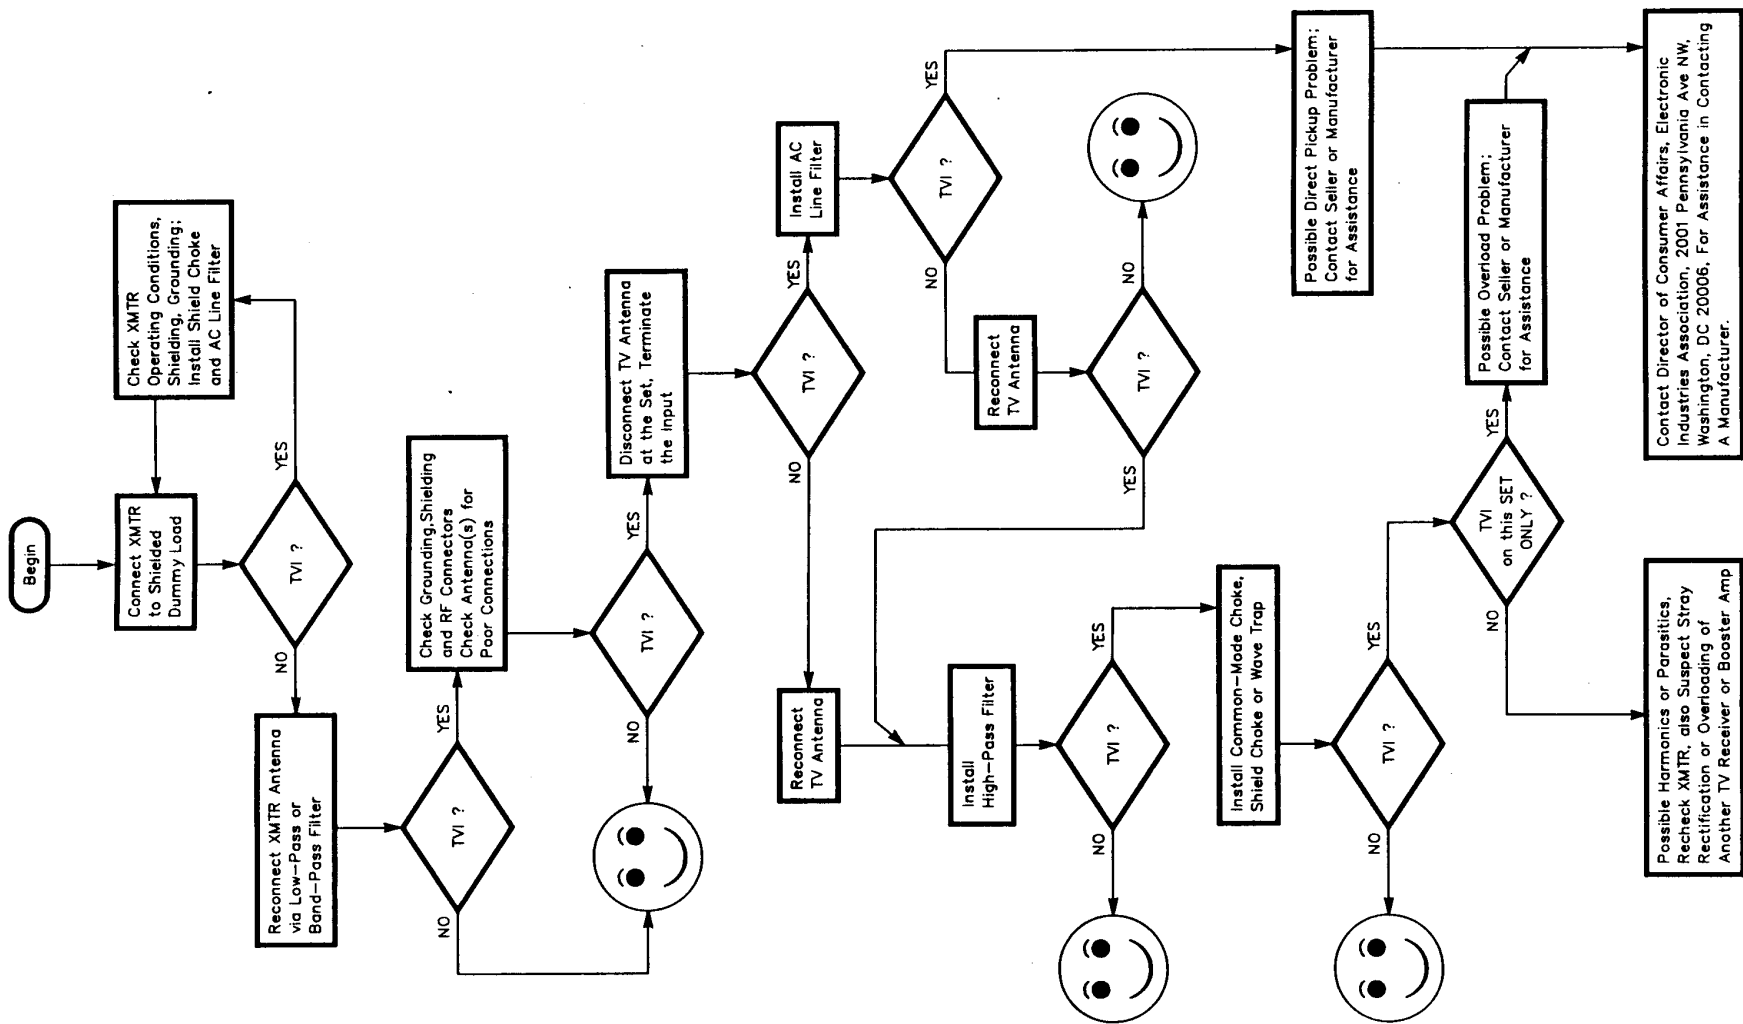 Begin
Connect XMTR
to Shielded
Dummy Load
Check XMTR
Operating Conditions,
Shielding, Grounding;
Install Shield Choke
and AC Line Filter
TVI ?
YES
NO
Reconnect XMTR Antenna
via Low-Pass or
Band-Pass Filter
TVI ?
YES
NO
Check Grounding,Shielding
and RF Connectors
Check Antenna(s) for
Poor Connections
TVI ?
YES
NO
Disconnect TV Antenna
at the Set, Terminate
the Input
TVI ?
YES
NO
Install AC
Line Filter
TVI ?
YES
NO
Reconnect
TV Antenna
TVI ?
NO
YES
Reconnect
TV Antenna
Install
High-Pass Filter
TVI ?
YES
NO
Install Common-Mode Choke,
Shield Choke or Wave Trap
TVI ?
YES
NO
TVI
on this SET
ONLY ?
YES
NO
Possible Direct Pickup Problem;
Contact Seller or Manufacturer
for Assistance
Possible Overload Problem;
Contact Seller or Manufacturer
for Assistance
Possible Harmonics or Parasitics,
Recheck XMTR, also Suspect Stray
Rectification or Overloading of
Another TV Receiver or Booster Amp
Contact Director of Consumer Affairs, Electronic
Industries Association, 2001 Pennsylvania Ave NW,
Washington, DC 20006, For Assistance in Contacting
A Manufacturer.